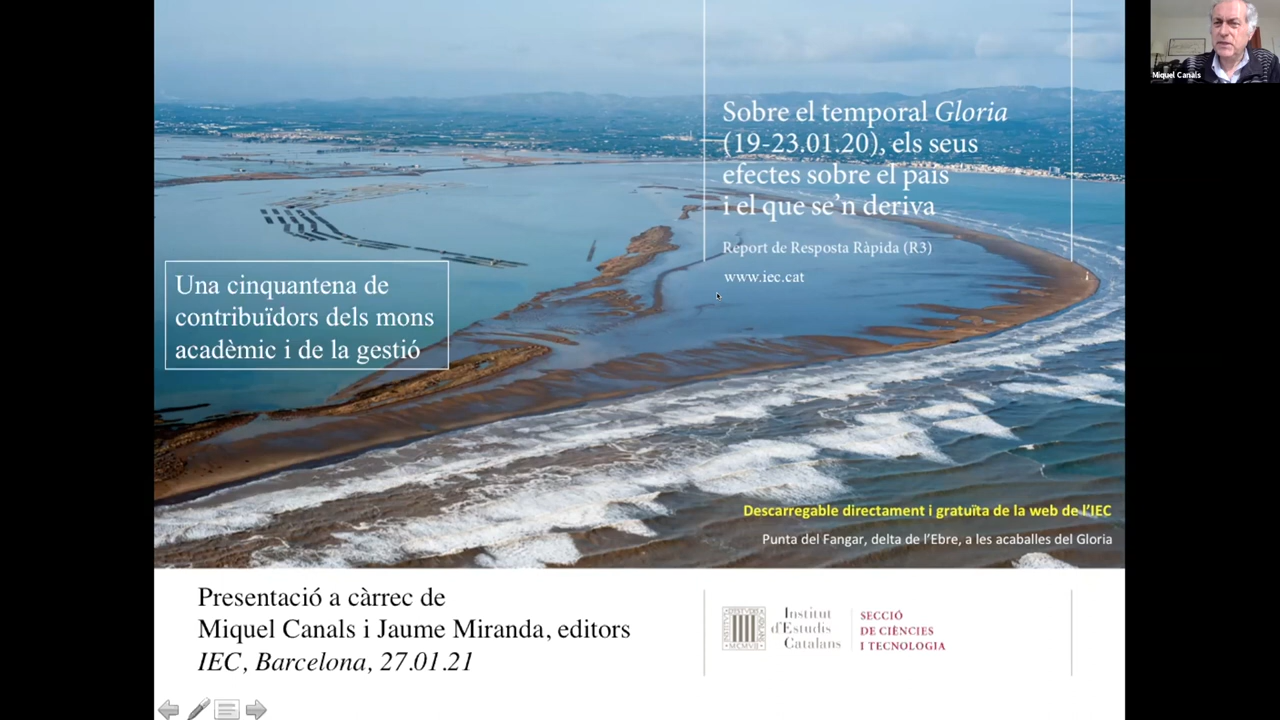 Miquel Canals
Sobre el temporal Gloria
(19-23.01.20), els seus
efectes sobre el país
i el que se'n deriva
Report de Resposta Ràpida (R3)
www.iec.cat
Una cinquantena de
contribuïdors dels mons
acadèmic i de la gestió
Descarregable directament i gratuïta de la web de l'IEC
Punta del Fangar, delta de l'Ebre, a les acaballes del Gloria
Presentació a càrrec de
Miquel Canals i Jaume Miranda, editors
IEC, Barcelona, 27.01.21
Institut
d'Estudis
Catalans
SECCIÓ
DE CIÈNCIES
I TECNOLOGIA